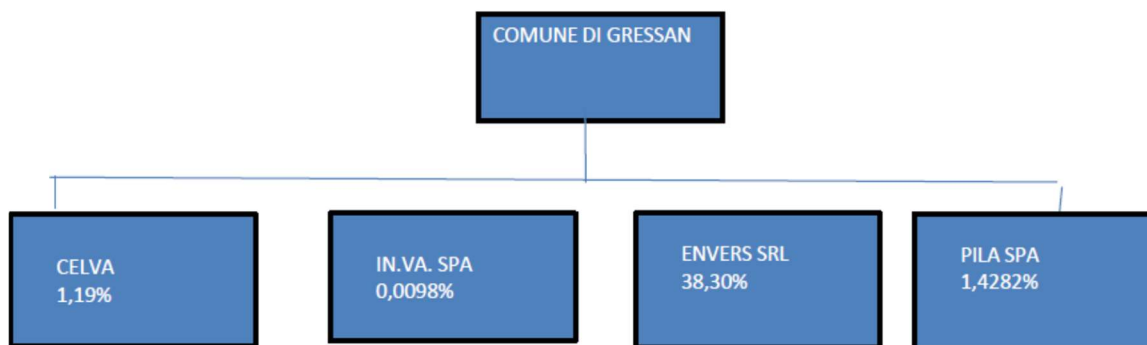 COMUNE DI GRESSAN
CELVA
1,19%
IN.VA. SPA
0,0098%
ENVERS SRL
38,30%
PILA SPA
1,4282%